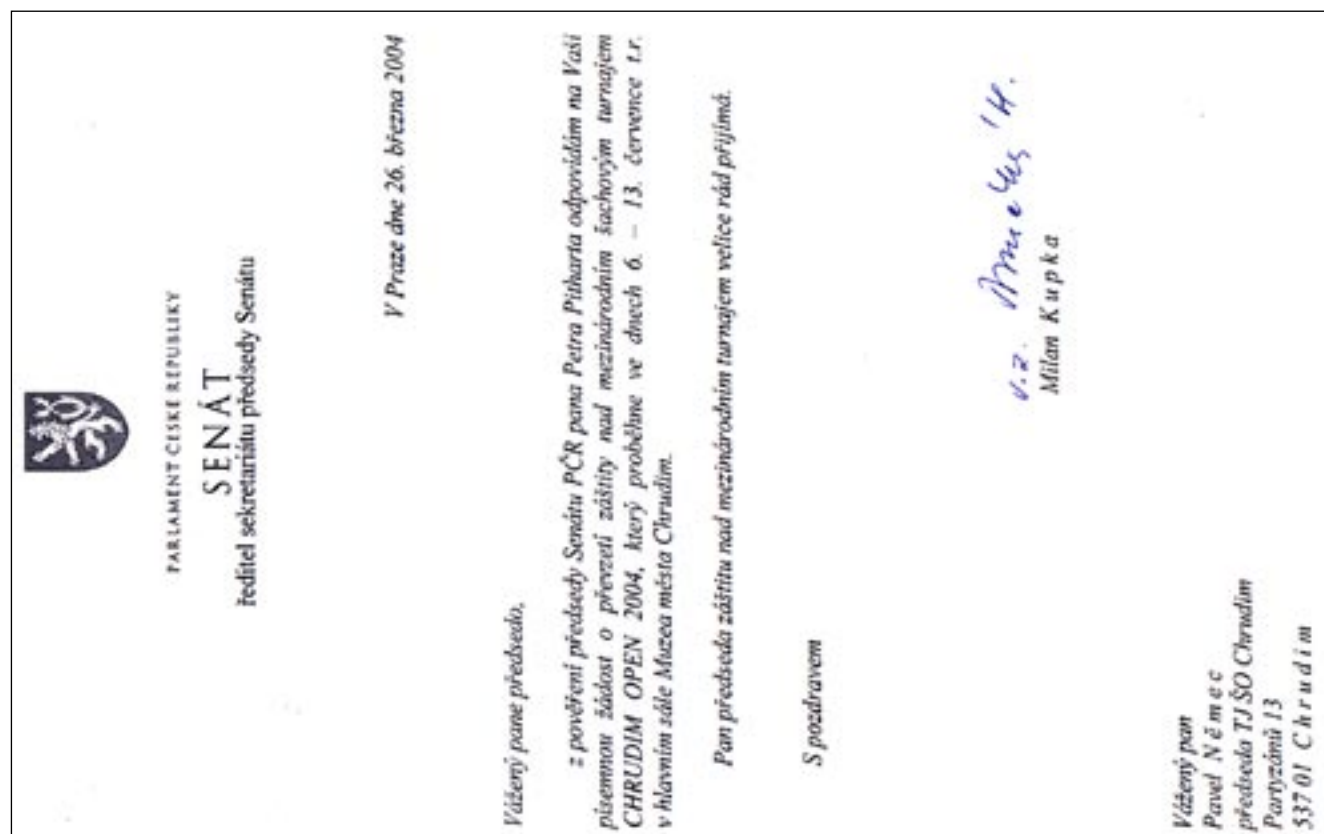 PARLAMENT ČESKÉ REPUBLIKY
SENÁT
ředitel sekretariátu předsedy Senátu
V Praze dne 26. března 2004
Vážený pane předsedo,
z pověření předsedy Senátu PČR pana Petra Pitharta odpovídám na Vaši
písemnou žádost o převzetí záštity nad mezinárodním šachovým turnajem
CHRUDIM OPEN 2004, který proběhne ve dnech 6. – 13. července t.r.
v hlavním sále Muzea města Chrudim.
Pan předseda záštitu nad mezinárodním turnajem velice rád přijímá.
S pozdravem
v.z.
Milan K u p k a
Vážený pan
Pavel N ě m e c
předseda TJ ŠO Chrudim
Partyzánů 13
537 01 C h r u d i m